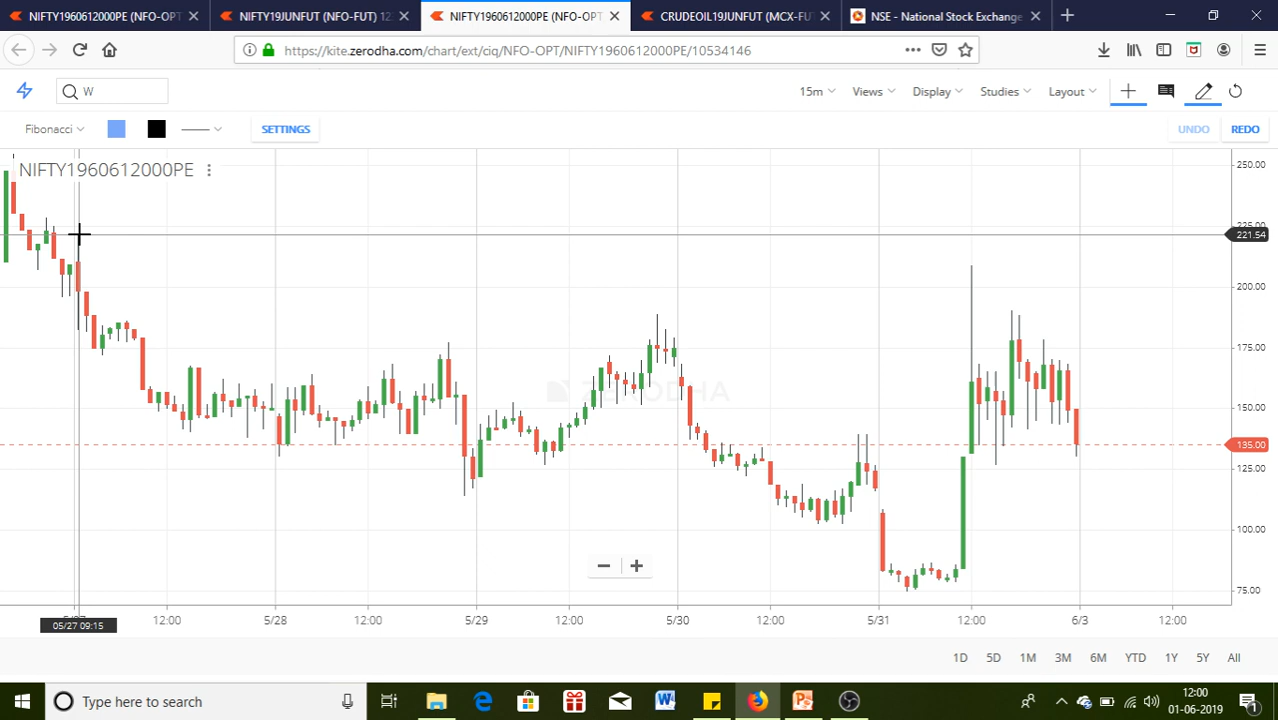 NIFTY1960612000PE (NFO-OP
NIFTY19JUNFUT (NFO-FUT) 12
NIFTY1960612000PE (NFO-OPT
CRUDEOIL19JUNFUT (MCX-FU
NSE - National Stock Exchange
https://kite.zerodha.com/chart/ext/ciq/NFO-OPT/NIFTY1960612000PE/10534146
W
15m
Views
Display
Studies
Layout
Fibonacci
SETTINGS
UNDO
REDO
NIFTY1960612000PE
250.00
221.54
200.00
175.00
150.00
135.00
125.00
100.00
75.00
ZERODHA
12:00
5/28
12:00
5/29
12:00
5/30
12:00
5/31
12:00
6/3
12:00
05/27 09:15
1D
5D
1M
3M
6M
YTD
1Y
5Y
All
Type here to search
12:00
01-06-2019
1